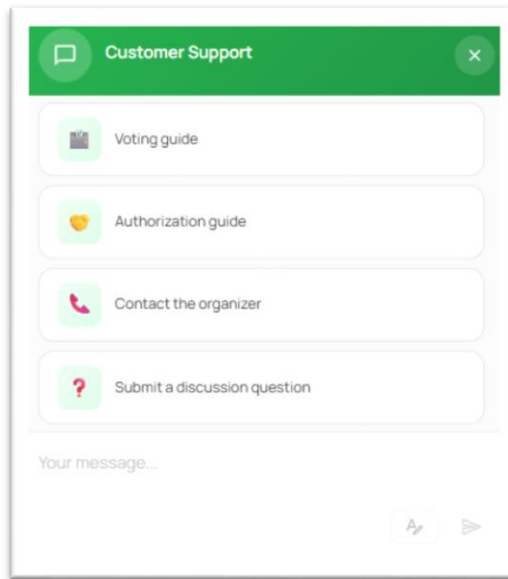 Customer Support
Voting guide
Authorization guide
Contact the organizer
Submit a discussion question
Your message...